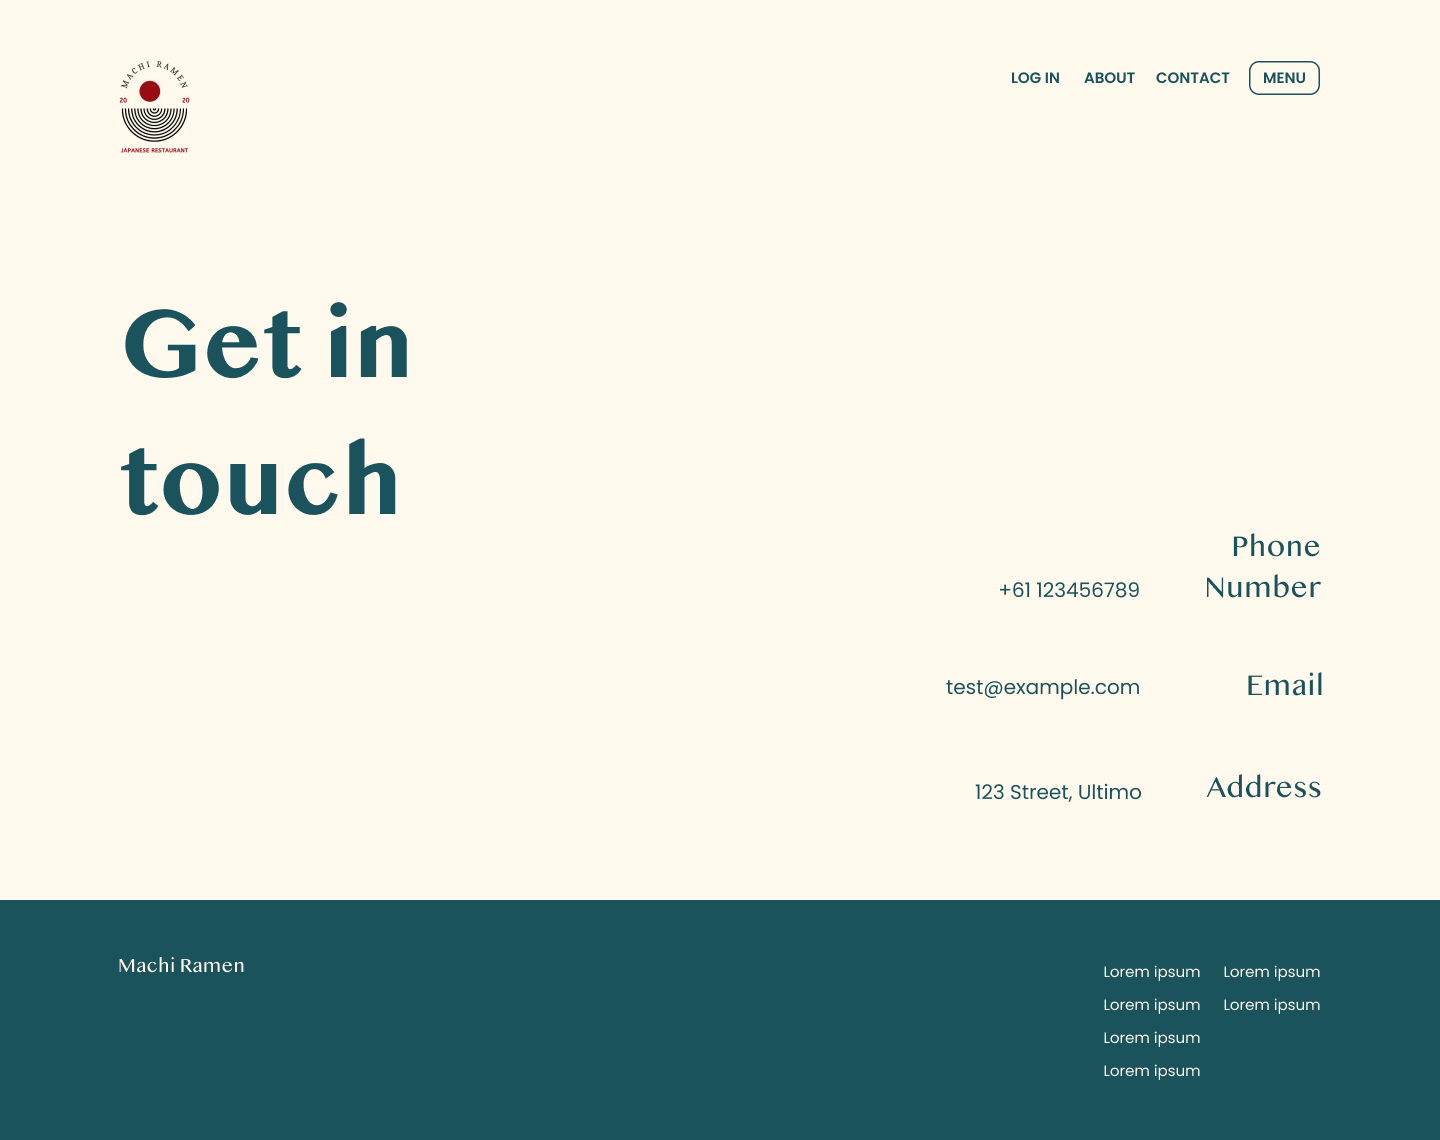 MACHI RAMEN
20 20
JAPANESE RESTAURANT
LOG IN ABOUT CONTACT MENU
Get in
touch
Phone
+61 123456789 Number
test@example.com Email
123 Street, Ultimo Address
Machi Ramen
Lorem ipsum Lorem ipsum
Lorem ipsum Lorem ipsum
Lorem ipsum
Lorem ipsum